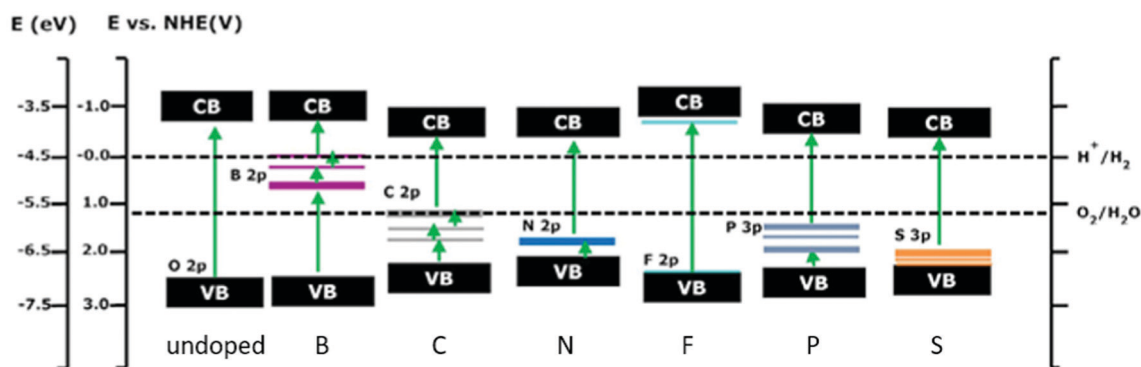 E (eV) E vs. NHE(V)
CB CB CB CB CB CB CB
-3.5 -1.0
-4.5 -0.0 H⁺/H₂
B 2p
C 2p
-5.5 1.0 O₂/H₂O
N 2p P 3p S 3p
-6.5 2.0
O 2p F 2p
VB VB VB VB VB VB VB
-7.5 3.0
undoped B C N F P S